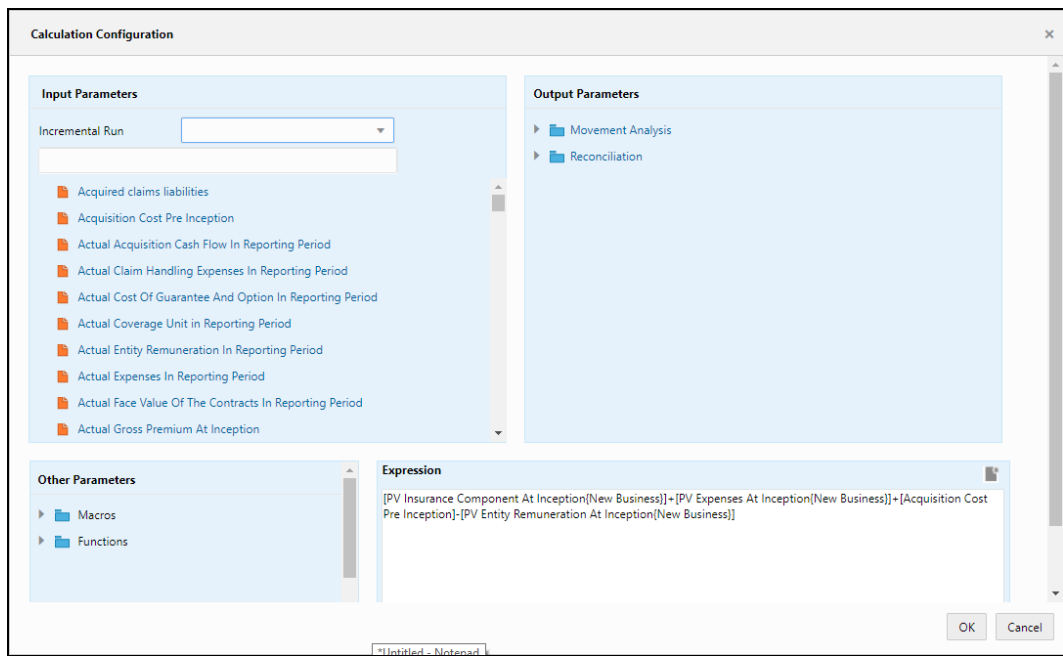 Calculation Configuration
Input Parameters
Incremental Run
Acquired claims liabilities
Acquisition Cost Pre Inception
Actual Acquisition Cash Flow In Reporting Period
Actual Claim Handling Expenses In Reporting Period
Actual Cost Of Guarantee And Option In Reporting Period
Actual Coverage Unit in Reporting Period
Actual Entity Remuneration In Reporting Period
Actual Expenses In Reporting Period
Actual Face Value Of The Contracts In Reporting Period
Actual Gross Premium At Inception
Output Parameters
Movement Analysis
Reconciliation
Other Parameters
Macros
Functions
Expression
[PV Insurance Component At Inception{New Business}]+[PV Expenses At Inception{New Business}]+[Acquisition Cost
Pre Inception]-[PV Entity Remuneration At Inception{New Business}]
OK
Cancel
*Untitled - Notepad